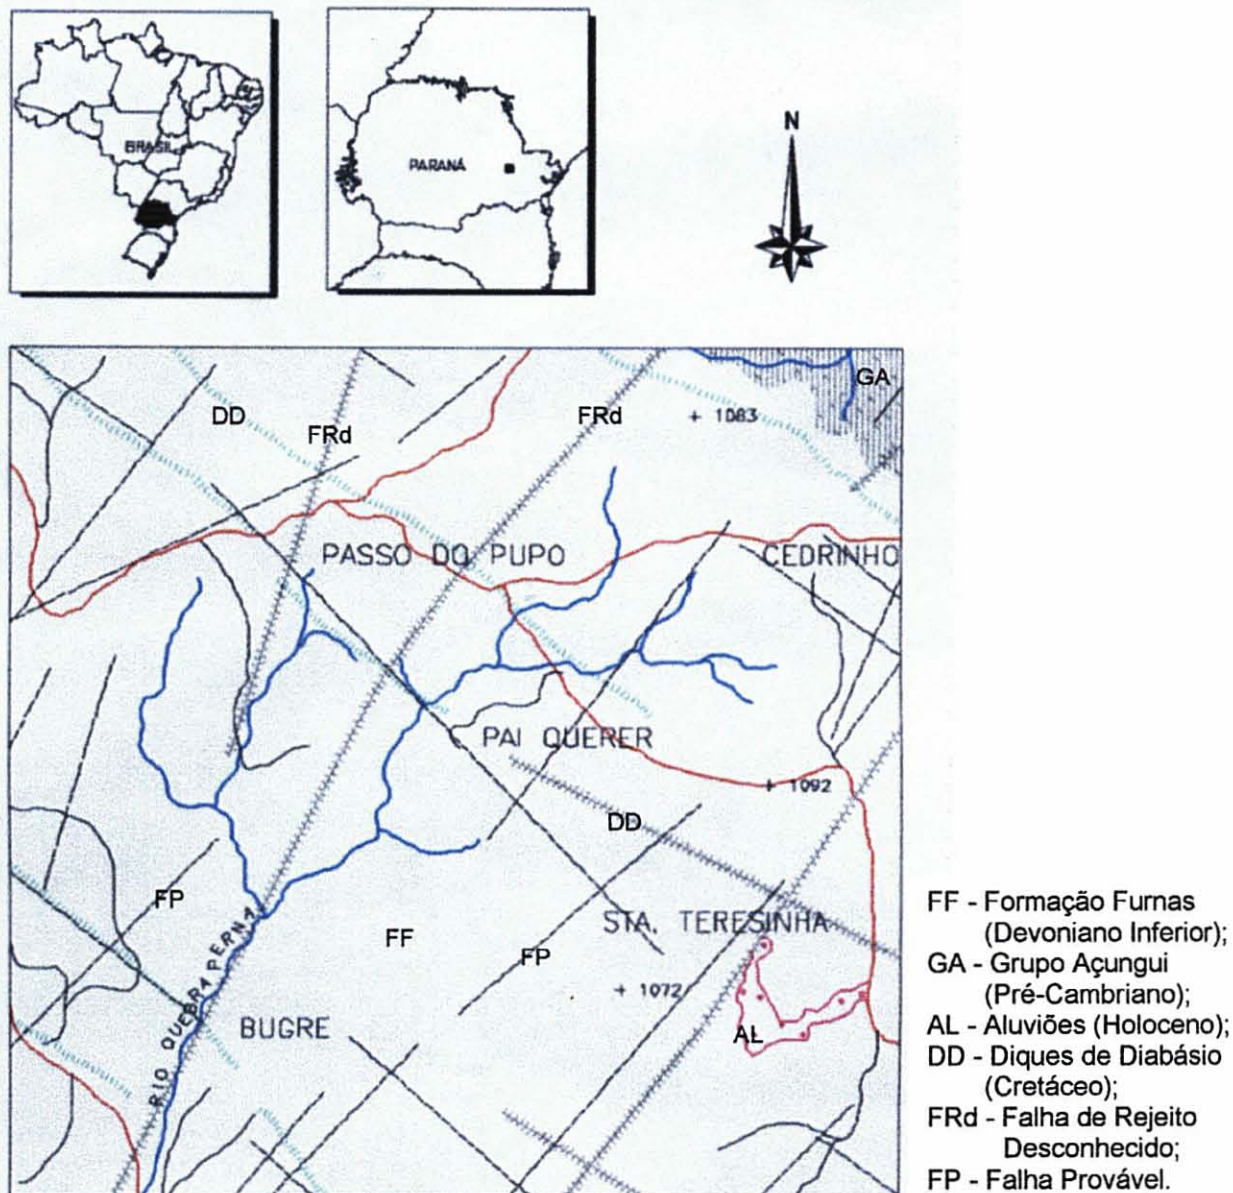 BRASIL
PARANÁ
N
GA
DD
FRd
FRd
+ 1083
PASSO DO PUPO
CEDRINHO
PAI QUERER
+ 1092
DD
FP
STA. TERESINHA
FF
FP
+ 1072
RIO QUEBRA PERNA
BUGRE
AL
FF - Formação Furnas
(Devoniano Inferior);
GA - Grupo Açungui
(Pré-Cambriano);
AL - Aluviões (Holoceno);
DD - Diques de Diabásio
(Cretáceo);
FRd - Falha de Rejeito
Desconhecido;
FP - Falha Provável.